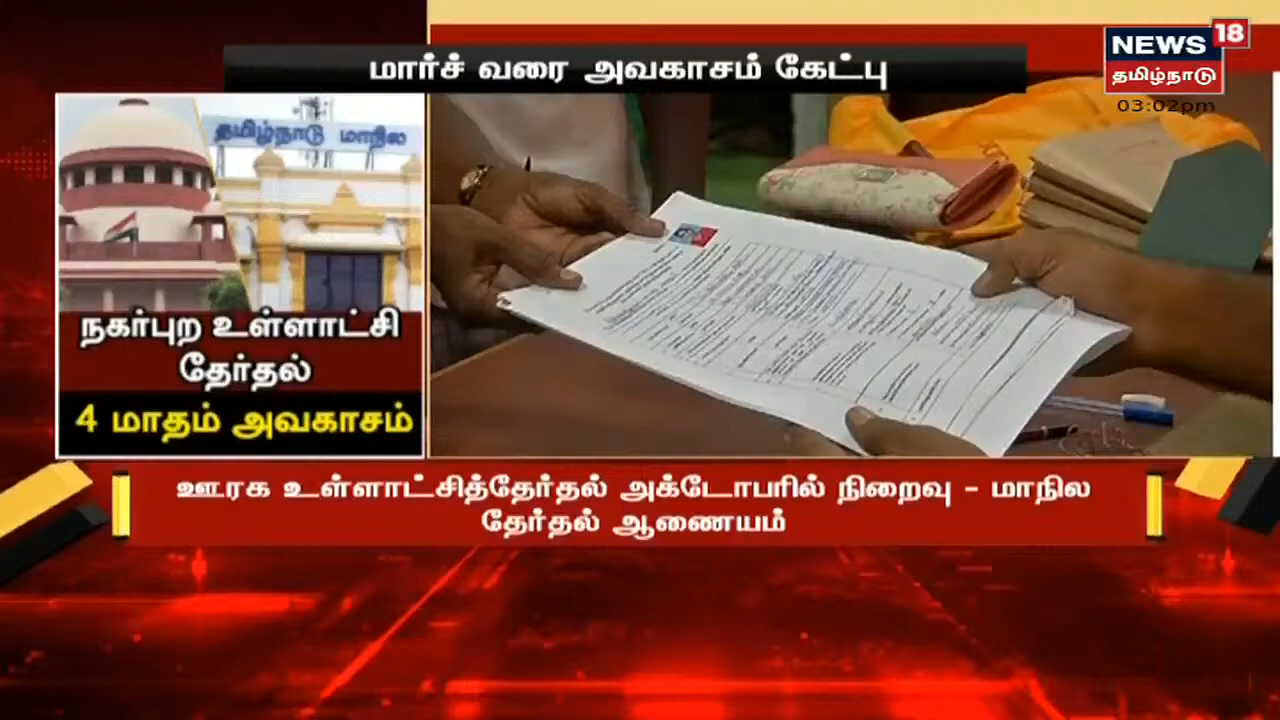 மார்ச் வரை அவகாசம் கேட்பு
NEWS 18
தமிழ்நாடு
03:02pm
தமிழ்நாடு மாநில
நகர்புற உள்ளாட்சி
தேர்தல்
4 மாதம் அவகாசம்
ஊரக உள்ளாட்சித்தேர்தல் அக்டோபரில் நிறைவு - மாநில
தேர்தல் ஆணையம்